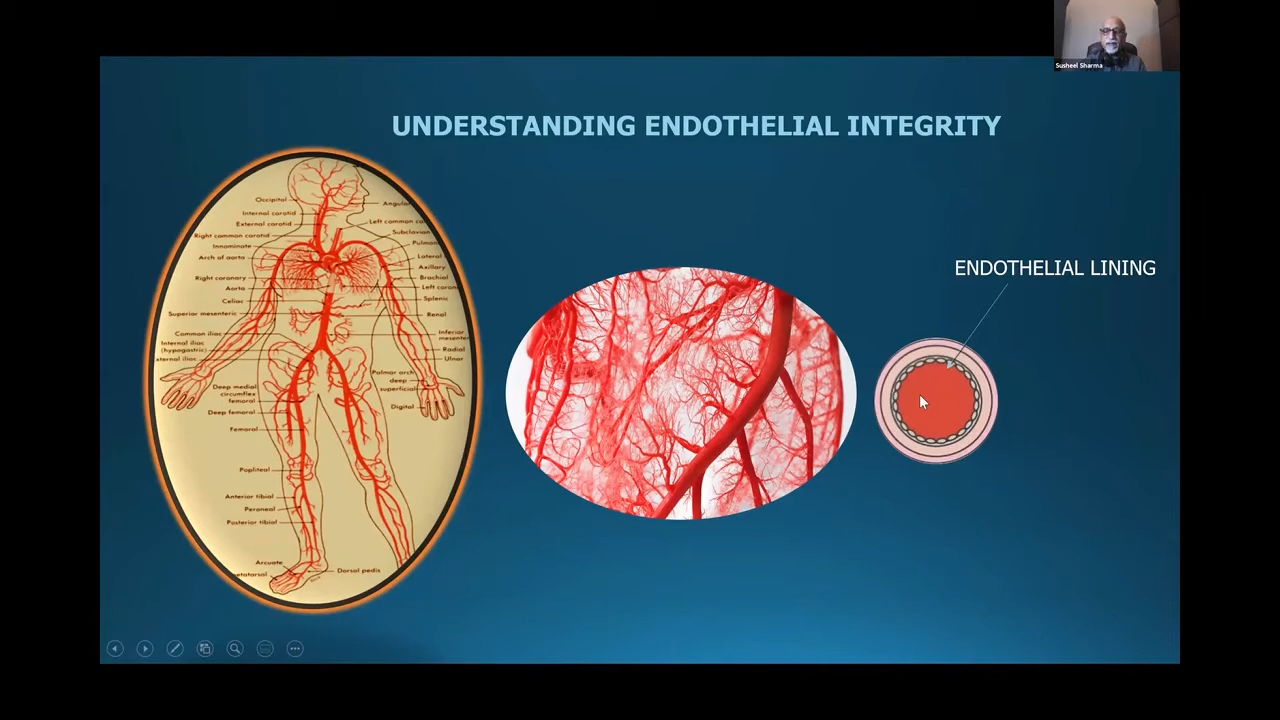 Susheel Sharma
UNDERSTANDING ENDOTHELIAL INTEGRITY
ENDOTHELIAL LINING
Occipital
Internal carotid
External carotid
Right common carotid
Innominate
Arch of aorta
Right coronary
Aorta
Celiac
Superior mesenteric
Common iliac
Internal iliac
(hypogastric)
iliac
Deep medial
circumflex
femoral
Deep femoral
Femoral
Popliteal
Anterior tibial
Peroneal
Posterior tibial
Arcuate
Angular
Left common
Subclavian
Lateral
Axillary
Brachial
Left
Splenic
Renal
Inferior
Radial
Ulnar
Palmar arch
deep
superficial
Digital
Dorsal pedis